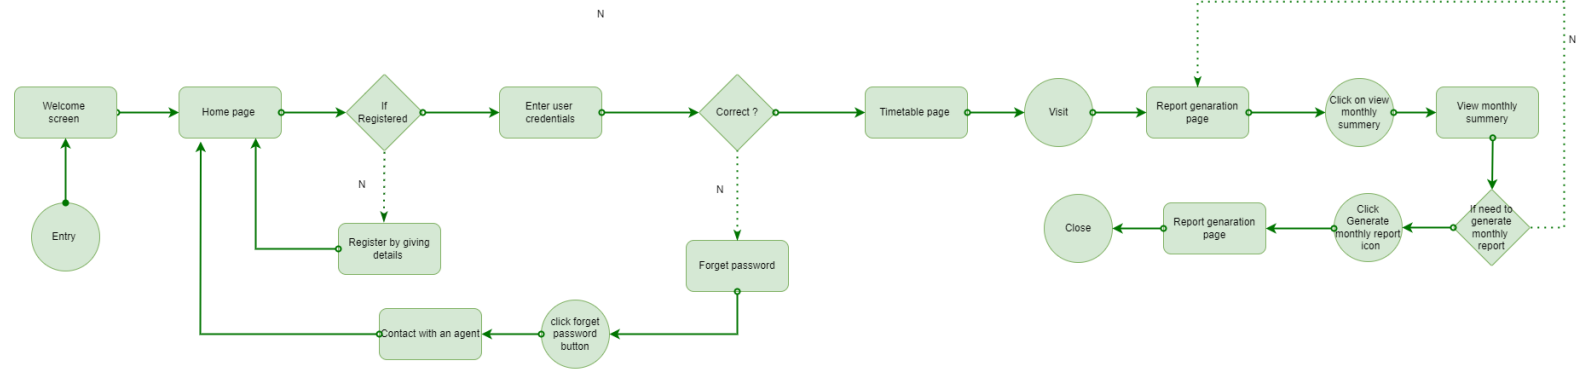 N
N
Welcome
screen
Home page
If
Registered
Enter user
credentials
Correct ?
Timetable page
Visit
Report genaration
page
Click on view
monthly
summery
View monthly
summery
N
N
Entry
Register by giving
details
Forget password
Close
Report genaration
page
Click
Generate
monthly report
icon
If need to
generate
monthly
report
Contact with an agent
click forget
password
button